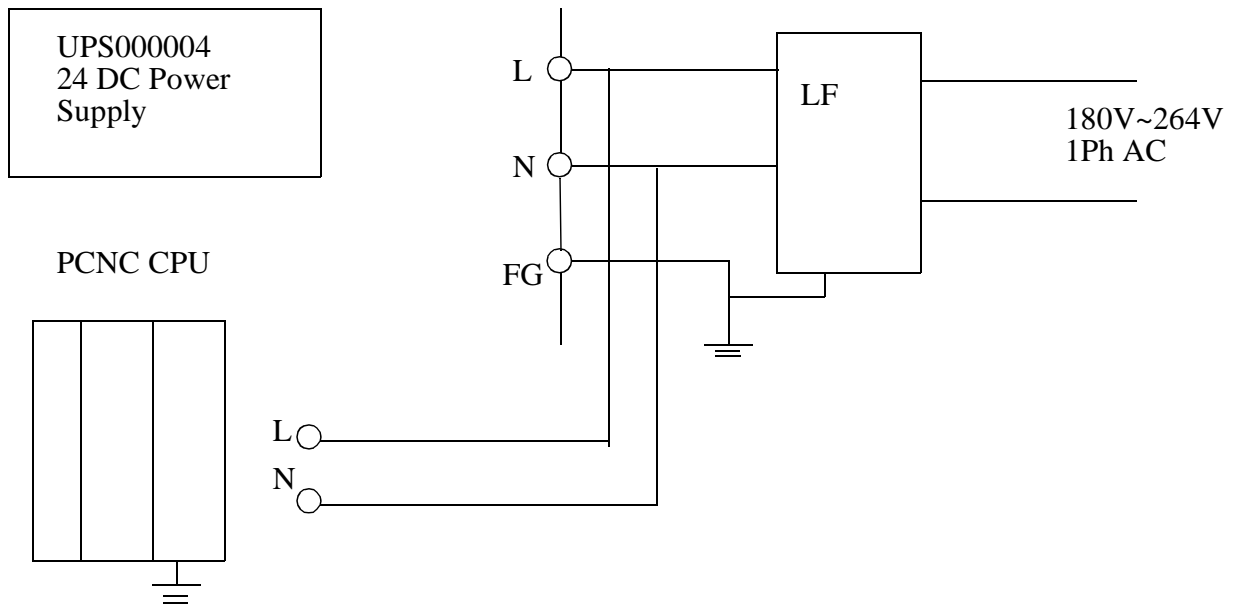 UPS000004
24 DC Power
Supply
L
LF
180V~264V
1Ph AC
N
FG
PCNC CPU
L
N